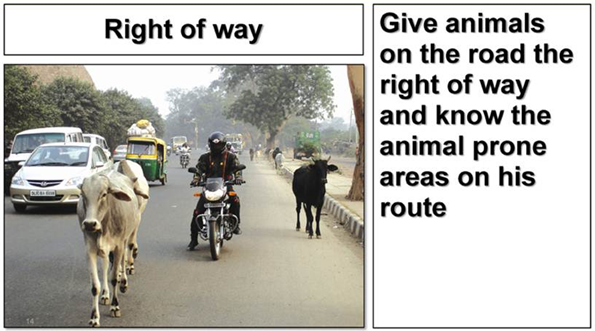 Right of way
Give animals
on the road the
right of way
and know the
animal prone
areas on his
route
14